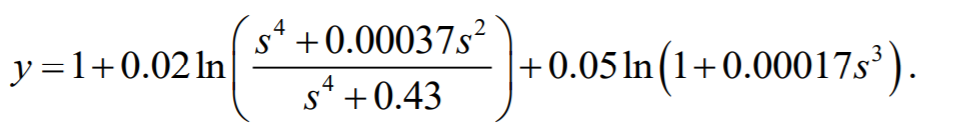 y = 1 + 0.02 ln( (s⁴ + 0.00037s²) / (s⁴ + 0.43) ) + 0.05 ln(1 + 0.00017s³).